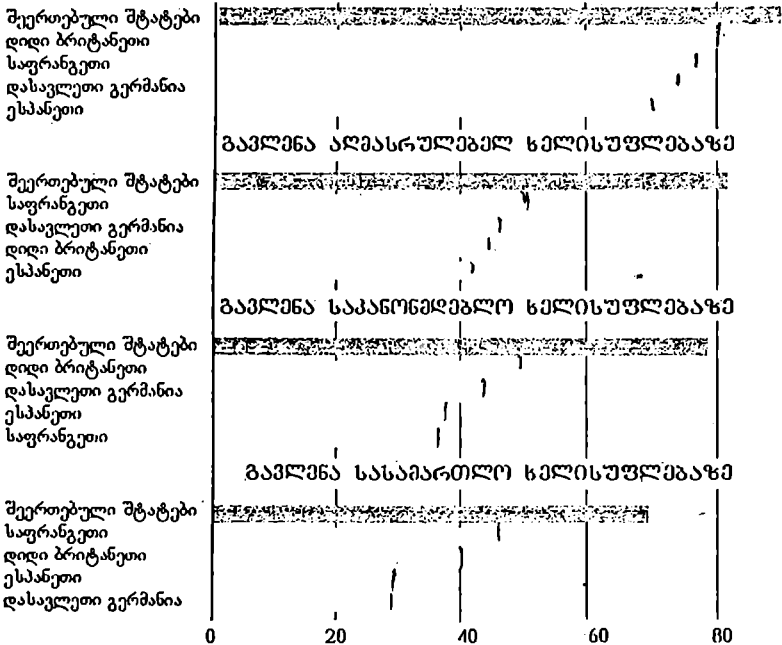 შეერთებული შტატები
დიდი ბრიტანეთი
საფრანგეთი
დასავლეთი გერმანია
ესპანეთი
გავლენა აღმასრულებელ ხელისუფლებაზე
შეერთებული შტატები
საფრანგეთი
დასავლეთი გერმანია
დიდი ბრიტანეთი
ესპანეთი
გავლენა საკანონმდებლო ხელისუფლებაზე
შეერთებული შტატები
დიდი ბრიტანეთი
დასავლეთი გერმანია
ესპანეთი
საფრანგეთი
გავლენა სასამართლო ხელისუფლებაზე
შეერთებული შტატები
საფრანგეთი
დიდი ბრიტანეთი
ესპანეთი
დასავლეთი გერმანია
0 20 40 60 80